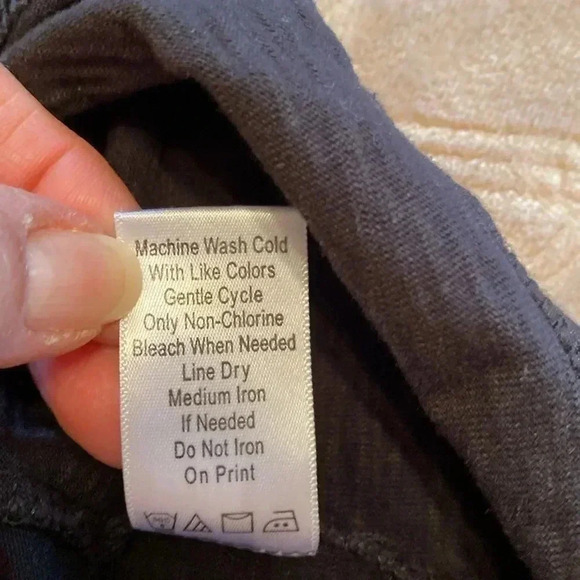 Machine Wash Cold
With Like Colors
Gentle Cycle
Only Non-Chlorine
Bleach When Needed
Line Dry
Medium Iron
If Needed
Do Not Iron
On Print